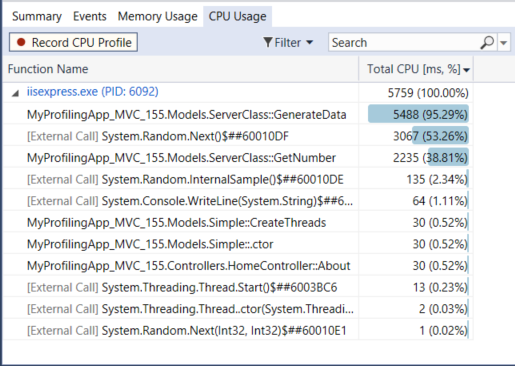 Summary Events Memory Usage CPU Usage
Record CPU Profile Filter Search
Function Name Total CPU [ms, %]
iisexpress.exe (PID: 6092) 5759 (100.00%)
MyProfilingApp_MVC_155.Models.ServerClass::GenerateData 5488 (95.29%)
[External Call] System.Random.Next()$##60010DF 3067 (53.26%)
MyProfilingApp_MVC_155.Models.ServerClass::GetNumber 2235 (38.81%)
[External Call] System.Random.InternalSample()$##60010DE 135 (2.34%)
[External Call] System.Console.WriteLine(System.String)$##6... 64 (1.11%)
MyProfilingApp_MVC_155.Models.Simple::CreateThreads 30 (0.52%)
MyProfilingApp_MVC_155.Models.Simple::.ctor 30 (0.52%)
MyProfilingApp_MVC_155.Controllers.HomeController::About 30 (0.52%)
[External Call] System.Threading.Thread.Start()$##6003BC6 13 (0.23%)
[External Call] System.Threading.Thread..ctor(System.Threadi... 2 (0.03%)
[External Call] System.Random.Next(Int32, Int32)$##60010E1 1 (0.02%)